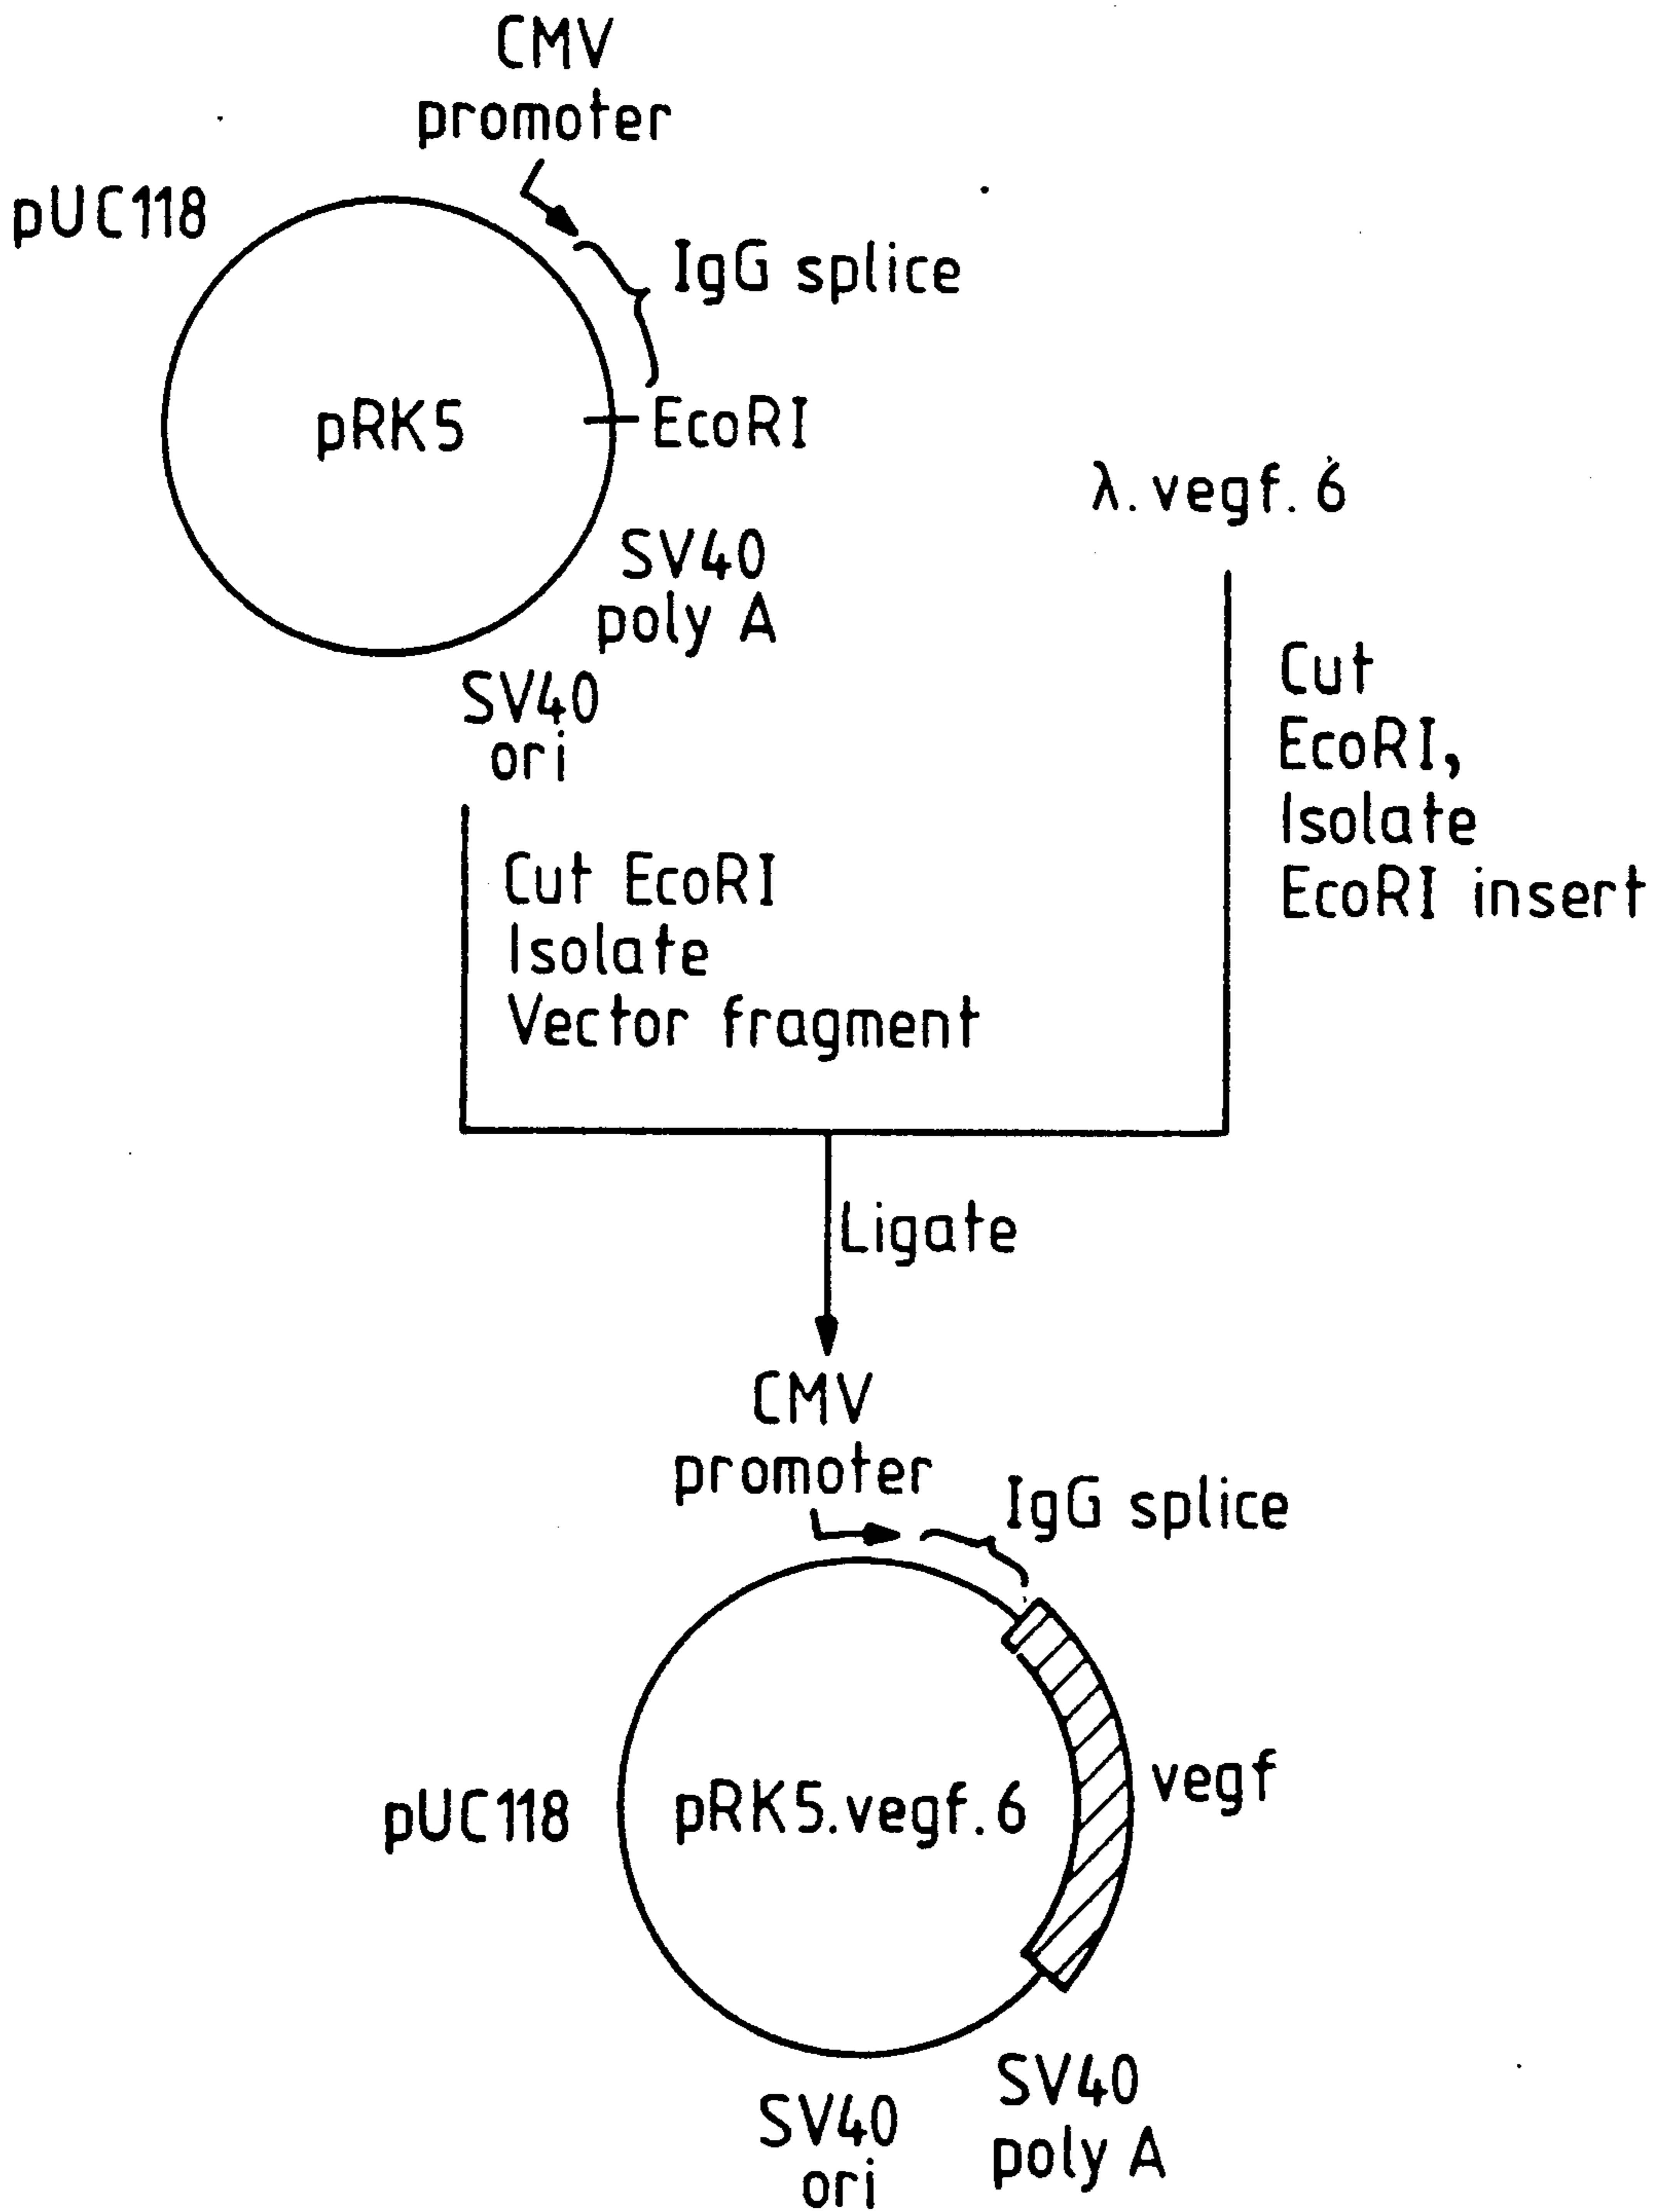 CMV
promoter
pUC118
IgG splice
pRK5
EcoRI
SV40
poly A
SV40
ori
λ.vegf.6
Cut
EcoRI,
Isolate
EcoRI insert
Cut EcoRI
Isolate
Vector fragment
Ligate
CMV
promoter
IgG splice
pUC118
pRK5.vegf.6
vegf
SV40
poly A
SV40
ori